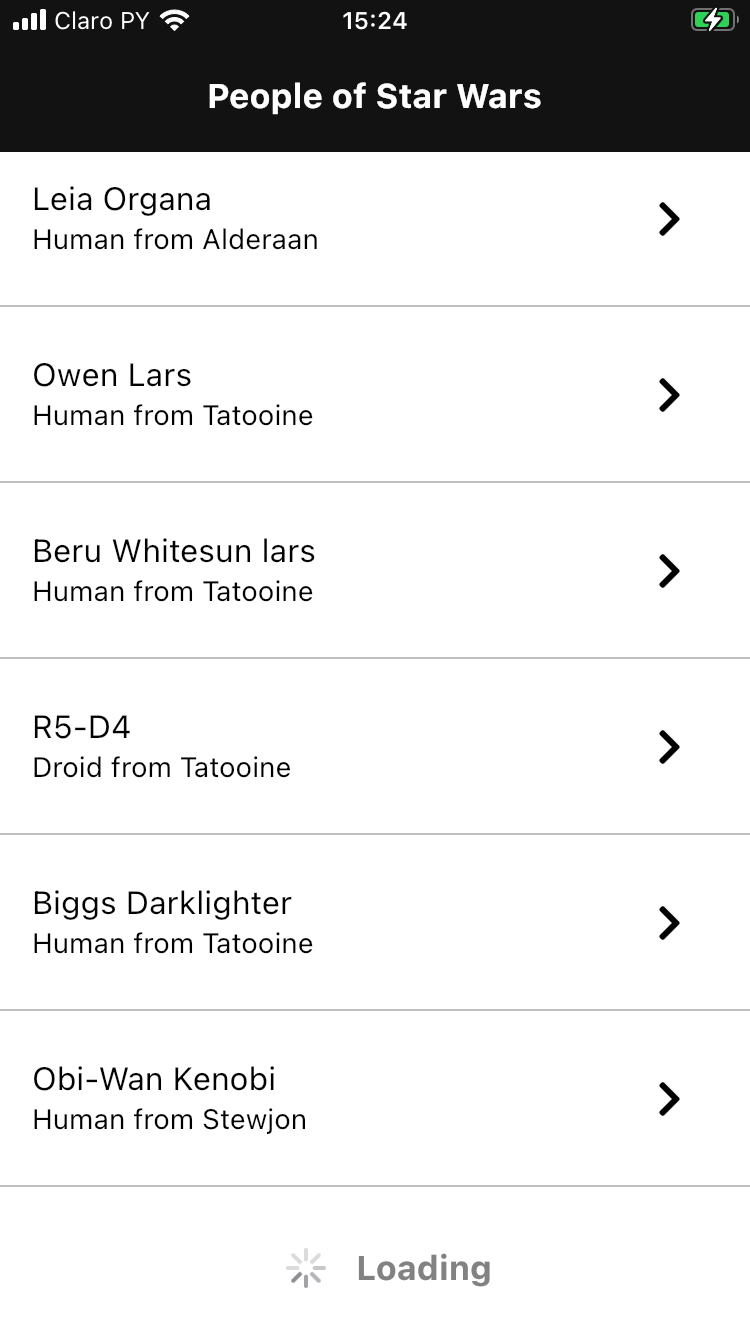 Claro PY 15:24
People of Star Wars
Leia Organa
Human from Alderaan
Owen Lars
Human from Tatooine
Beru Whitesun lars
Human from Tatooine
R5-D4
Droid from Tatooine
Biggs Darklighter
Human from Tatooine
Obi-Wan Kenobi
Human from Stewjon
Loading